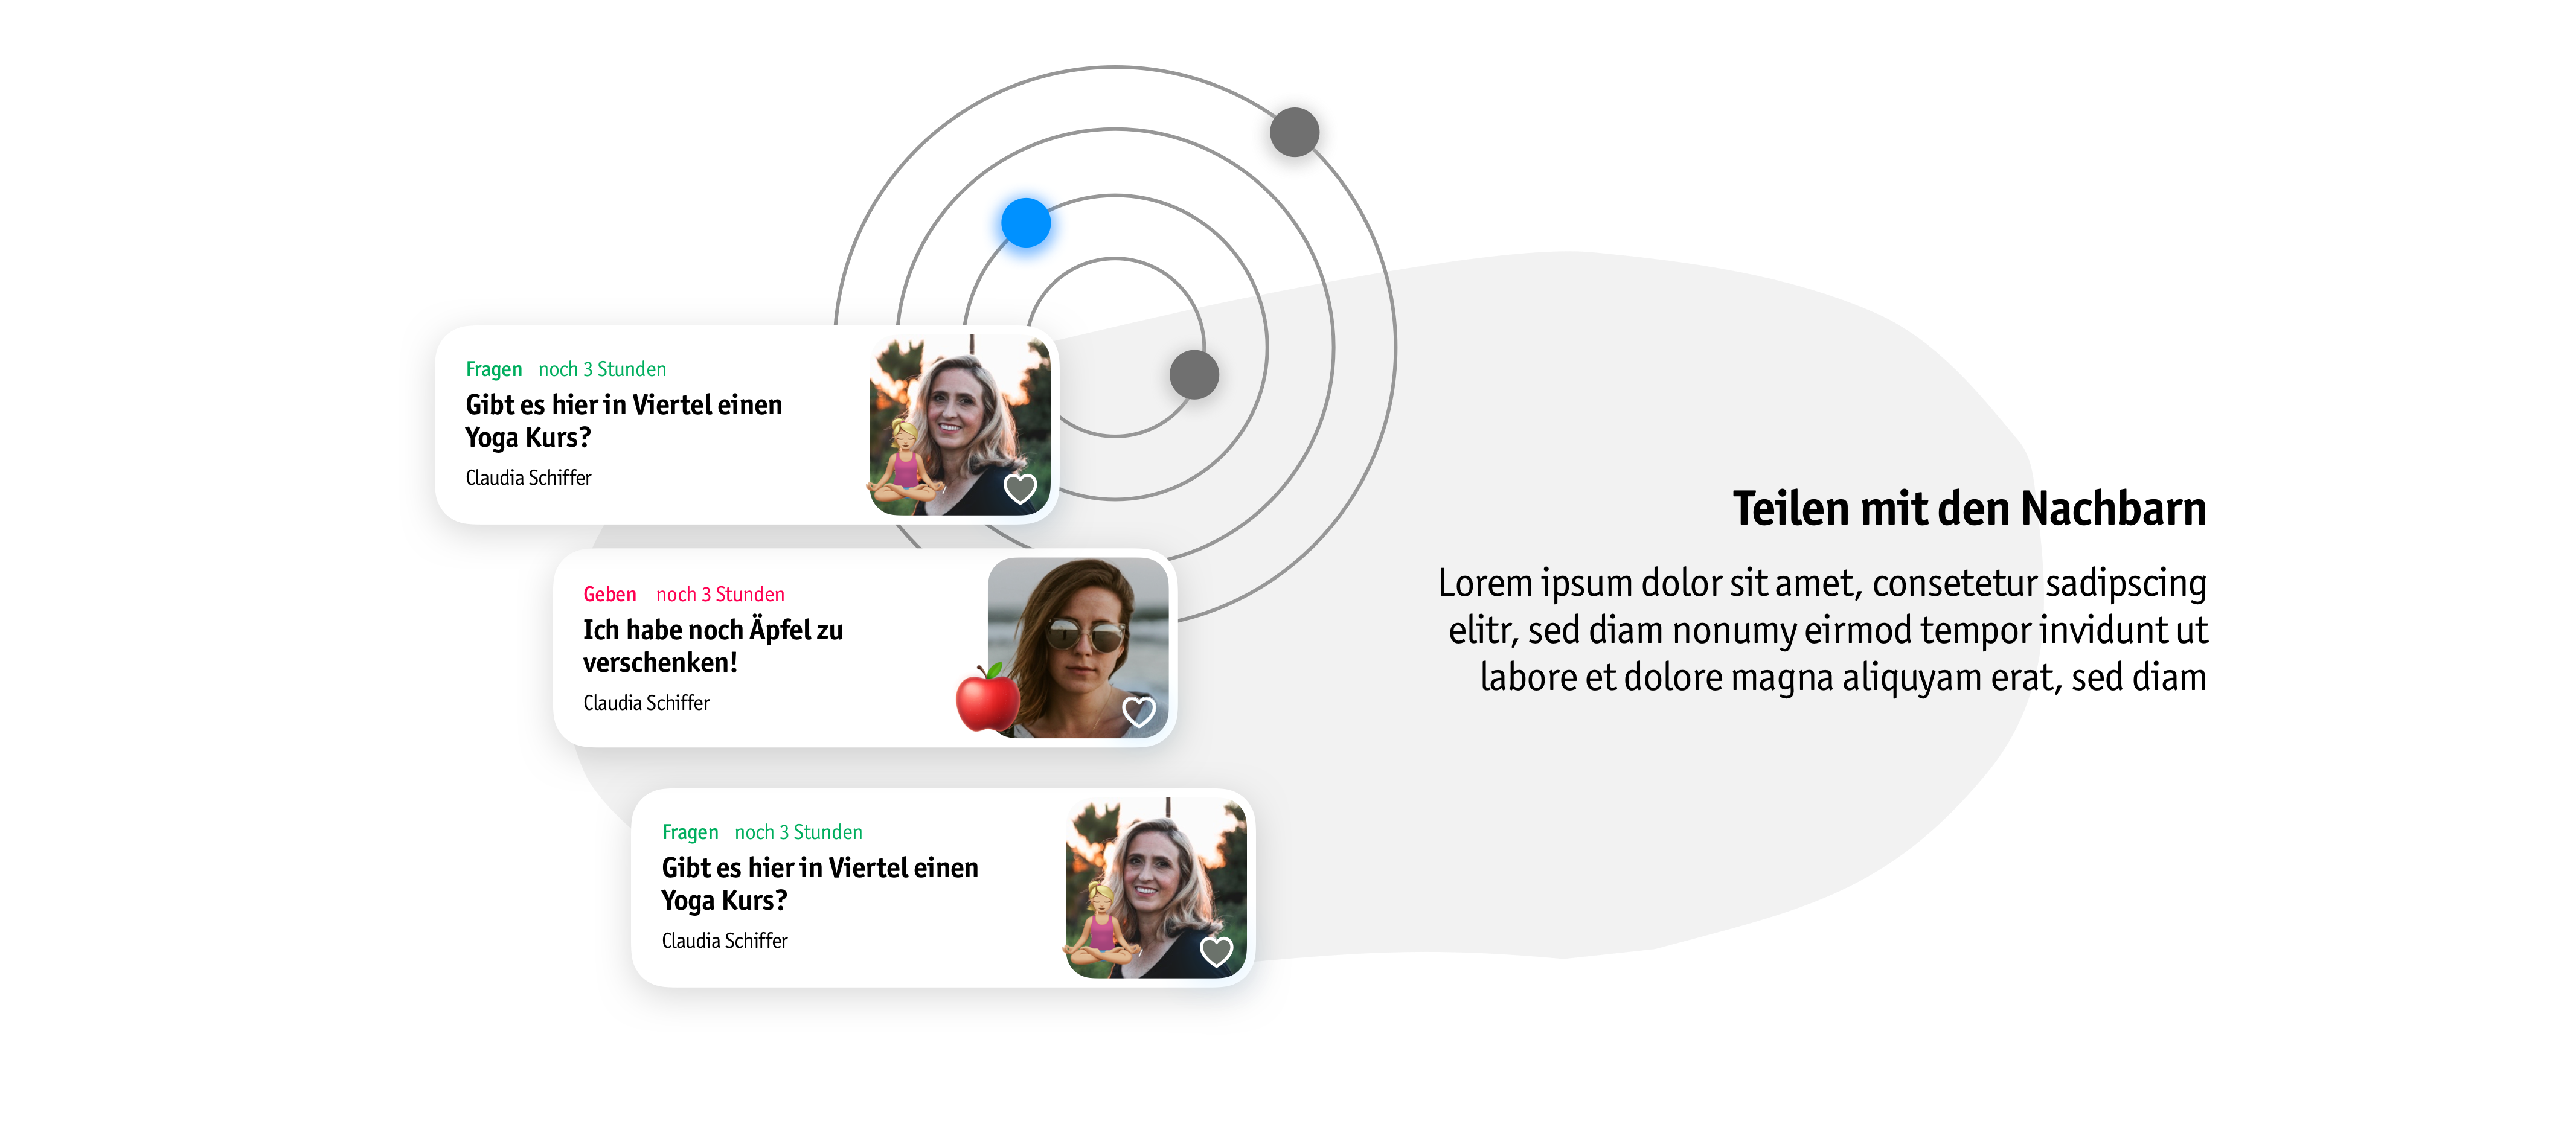 Fragen noch 3 Stunden
Gibt es hier in Viertel einen
Yoga Kurs?
Claudia Schiffer
Geben noch 3 Stunden
Ich habe noch Äpfel zu
verschenken!
Claudia Schiffer
Fragen noch 3 Stunden
Gibt es hier in Viertel einen
Yoga Kurs?
Claudia Schiffer
Teilen mit den Nachbarn
Lorem ipsum dolor sit amet, consetetur sadipscing
elitr, sed diam nonumy eirmod tempor invidunt ut
labore et dolore magna aliquyam erat, sed diam